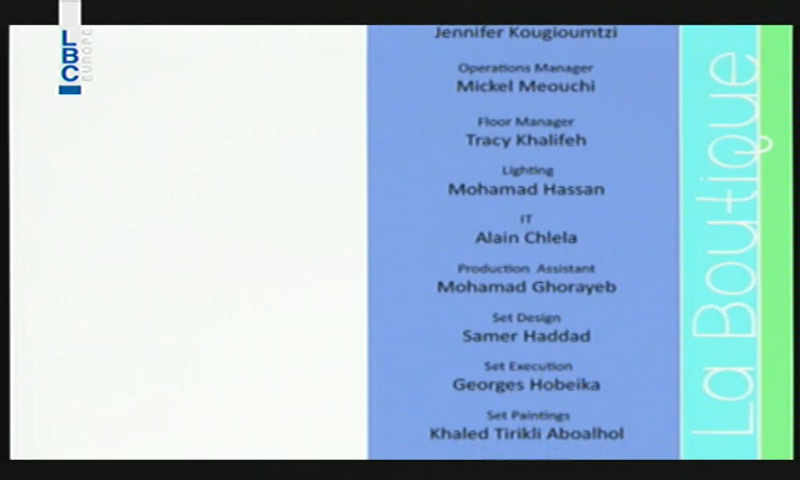 LBC
EUROPE
Jennifer Kougioumtzi
Operations Manager
Mickel Meouchi
Floor Manager
Tracy Khalifeh
Lighting
Mohamad Hassan
IT
Alain Chlela
Production Assistant
Mohamad Ghorayeb
Set Design
Samer Haddad
Set Execution
Georges Hobeika
Set Paintings
Khaled Tirikli Aboalhol
La Boutique